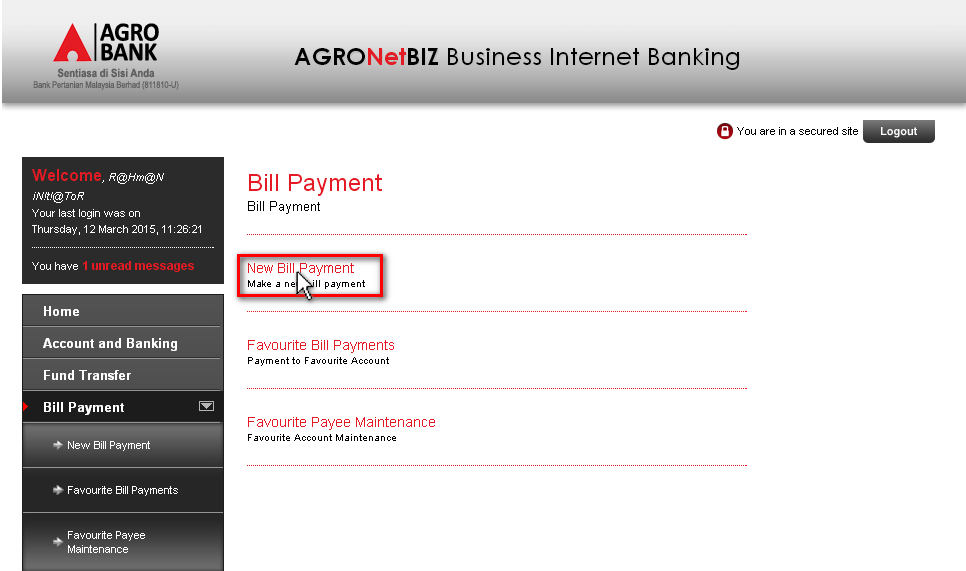 AGRO
BANK
Sentiasa di Sisi Anda
Bank Pertanian Malaysia Berhad (811810-U)
AGRONetBIZ Business Internet Banking
You are in a secured site
Logout
Welcome, R@Hm@N
iNItI@ToR
Your last login was on
Thursday, 12 March 2015, 11:26:21
You have 1 unread messages
Home
Account and Banking
Fund Transfer
Bill Payment
New Bill Payment
Favourite Bill Payments
Favourite Payee
Maintenance
Bill Payment
Bill Payment
New Bill Payment
Make a new bill payment
Favourite Bill Payments
Payment to Favourite Account
Favourite Payee Maintenance
Favourite Account Maintenance